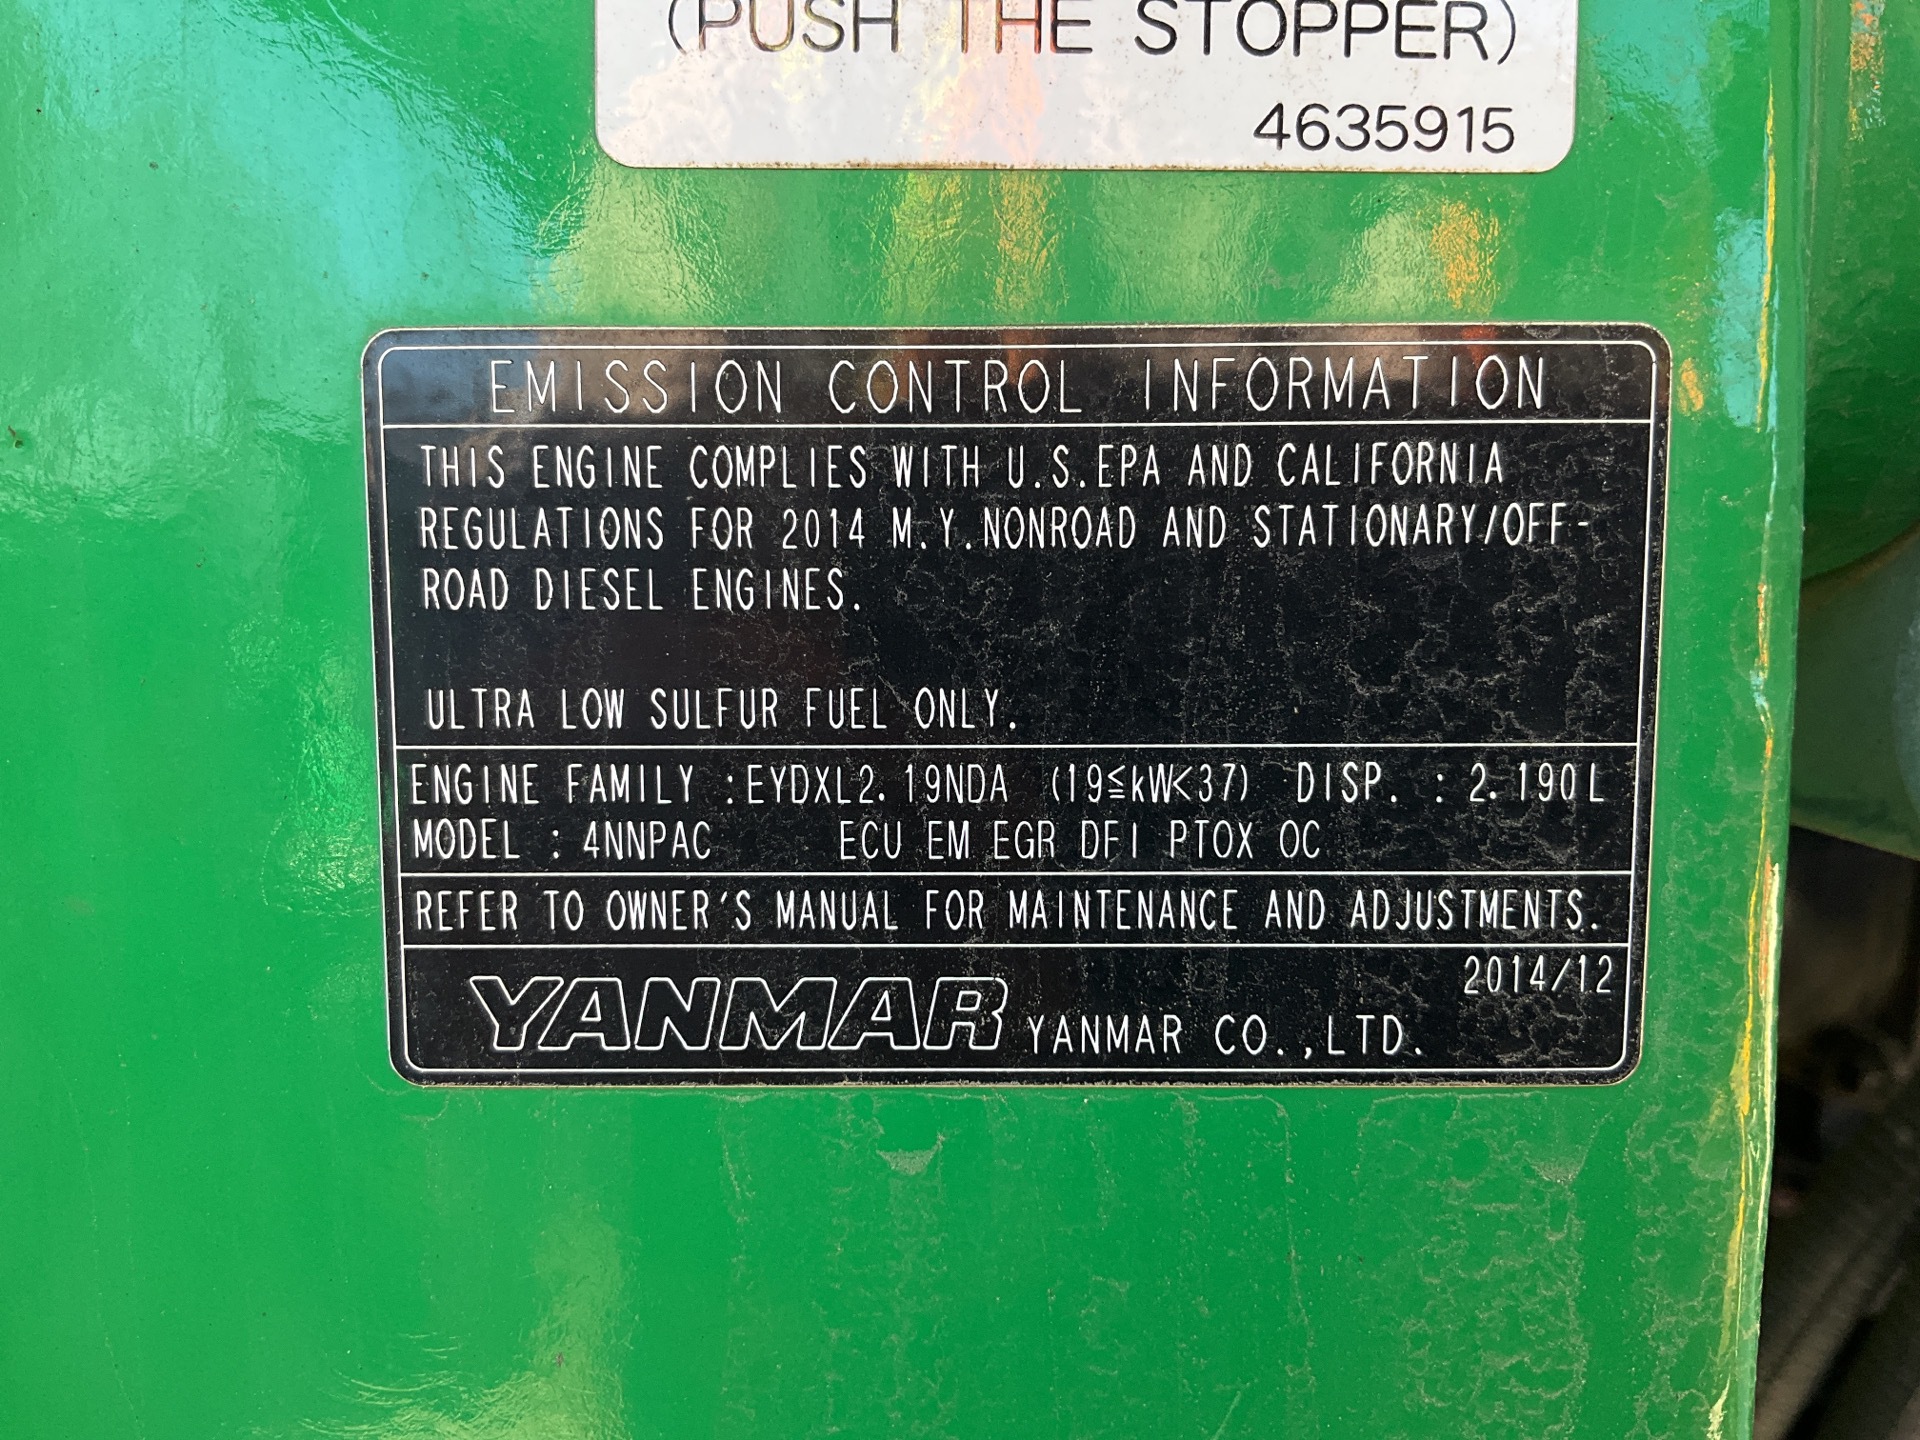 (PUSH THE STOPPER)
4635915
EMISSION CONTROL INFORMATION
THIS ENGINE COMPLIES WITH U.S.EPA AND CALIFORNIA
REGULATIONS FOR 2014 M.Y.NONROAD AND STATIONARY/OFF-
ROAD DIESEL ENGINES.
ULTRA LOW SULFUR FUEL ONLY.
ENGINE FAMILY :EYDXL2.19NDA (19≦kW<37) DISP. : 2.190L
MODEL : 4NNPAC ECU EM EGR DFI PTOX OC
REFER TO OWNER'S MANUAL FOR MAINTENANCE AND ADJUSTMENTS.
2014/12
YANMAR YANMAR CO.,LTD.